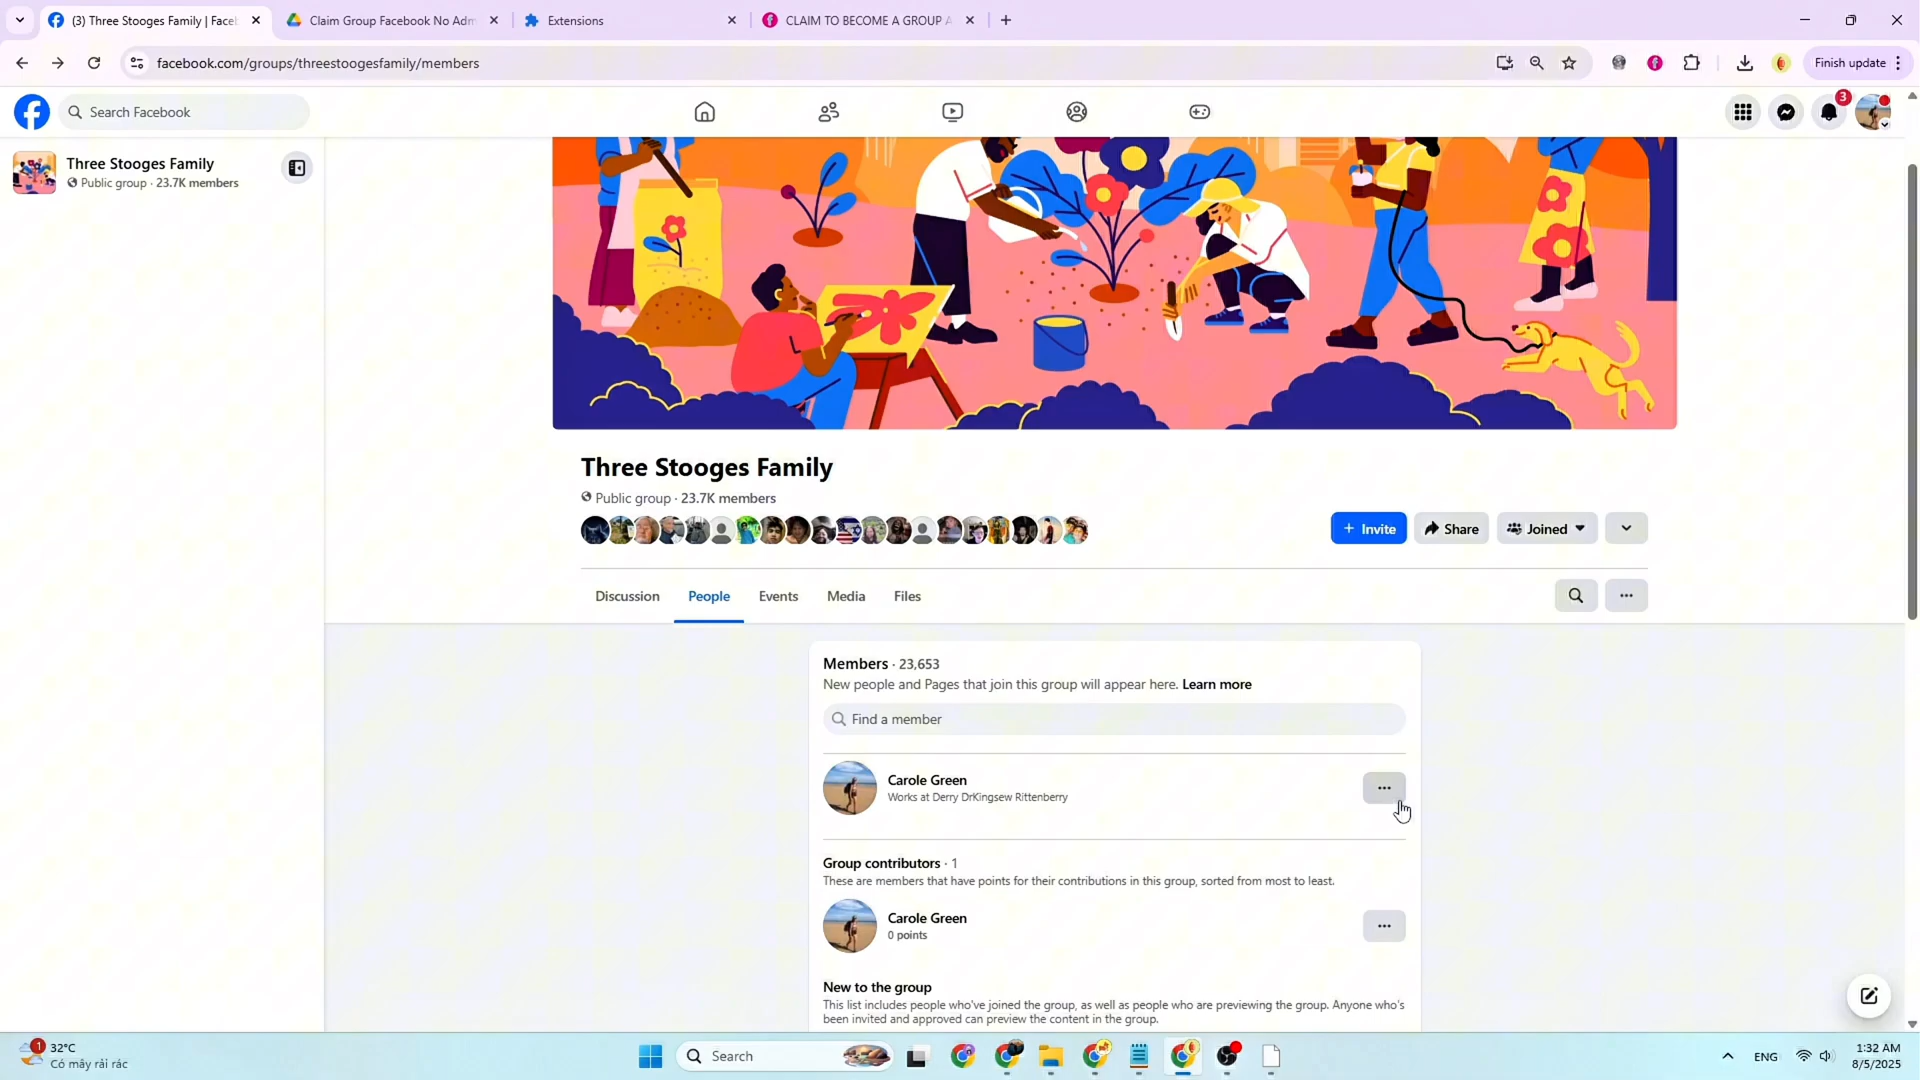 (3) Three Stooges Family | Faceb
Claim Group Facebook No Adm
Extensions
CLAIM TO BECOME A GROUP A
facebook.com/groups/threestoogesfamily/members
Finish update
Search Facebook
3
Three Stooges Family
Public group · 23.7K members
Three Stooges Family
Public group · 23.7K members
+ Invite
Share
Joined
Discussion
People
Events
Media
Files
Members · 23,653
New people and Pages that join this group will appear here. Learn more
Find a member
Carole Green
Works at Derry DrKingsew Rittenberry
Group contributors · 1
These are members that have points for their contributions in this group, sorted from most to least.
Carole Green
0 points
New to the group
This list includes people who've joined the group, as well as people who are previewing the group. Anyone who's
been invited and approved can preview the content in the group.
1
32°C
Có mây rải rác
Search
ENG
1:32 AM
8/5/2025